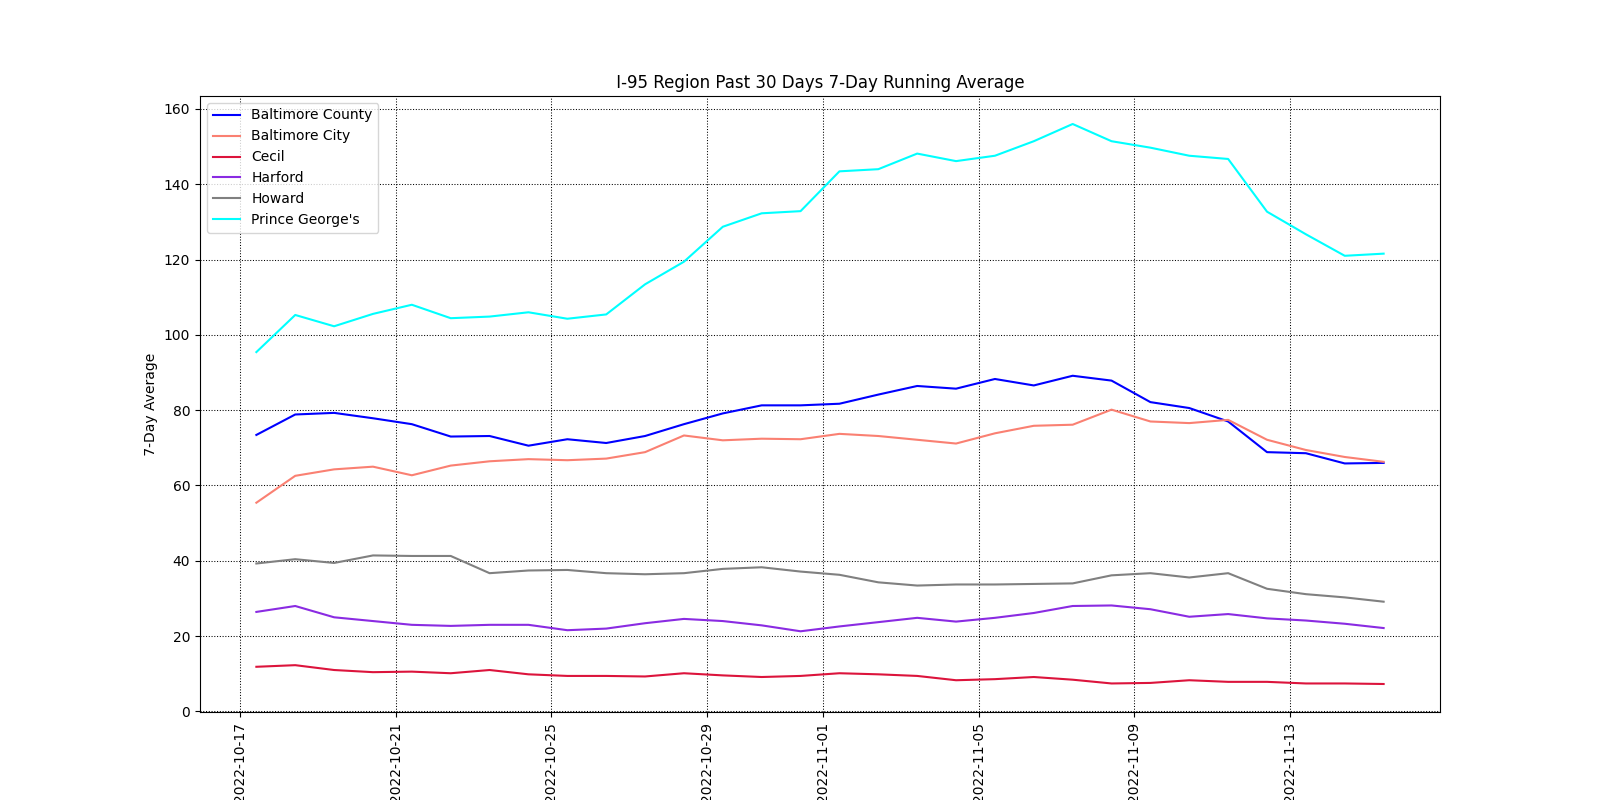 I-95 Region Past 30 Days 7-Day Running Average
Baltimore County
Baltimore City
Cecil
Harford
Howard
Prince George's
7-Day Average
160
140
120
100
80
60
40
20
0
2022-10-17
2022-10-21
2022-10-25
2022-10-29
2022-11-01
2022-11-05
2022-11-09
2022-11-13